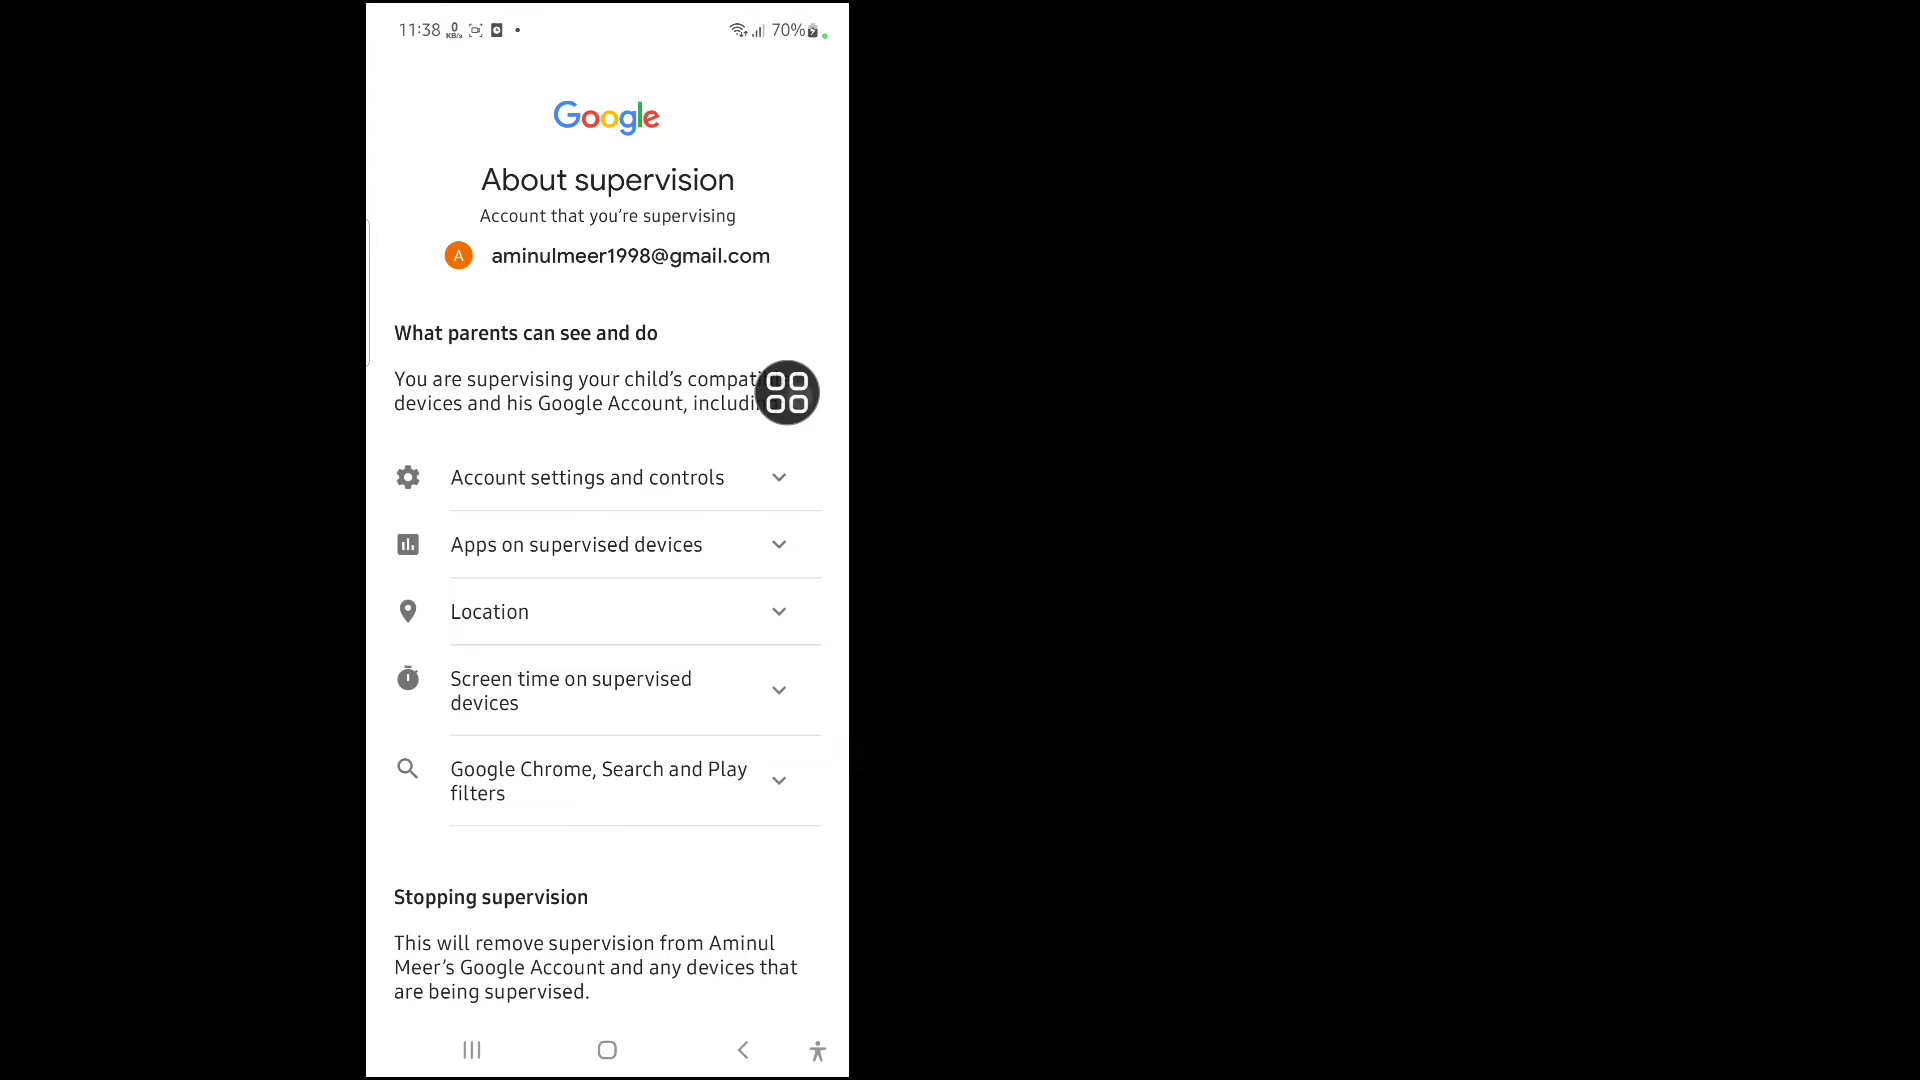 11:38 0 KB/s 70%
Google
About supervision
Account that you're supervising
A aminulmeer1998@gmail.com
What parents can see and do
You are supervising your child's
devices and his Google Account,
Account settings and controls
Apps on supervised devices
Location
Screen time on supervised
devices
Google Chrome, Search and Play
filters
Stopping supervision
This will remove supervision from Aminul
Meer's Google Account and any devices that
are being supervised.